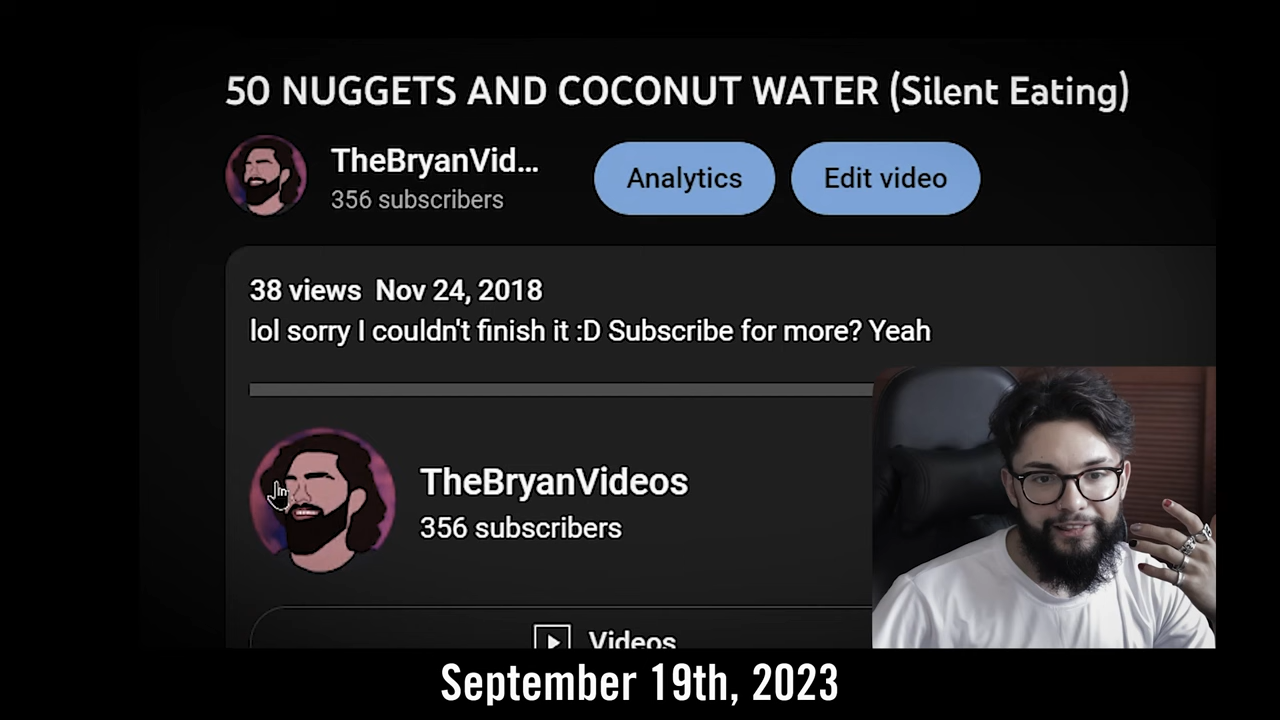 50 NUGGETS AND COCONUT WATER (Silent Eating)
TheBryanVid...
356 subscribers
Analytics
Edit video
38 views Nov 24, 2018
lol sorry I couldn't finish it :D Subscribe for more? Yeah
TheBryanVideos
356 subscribers
Videos
September 19th, 2023